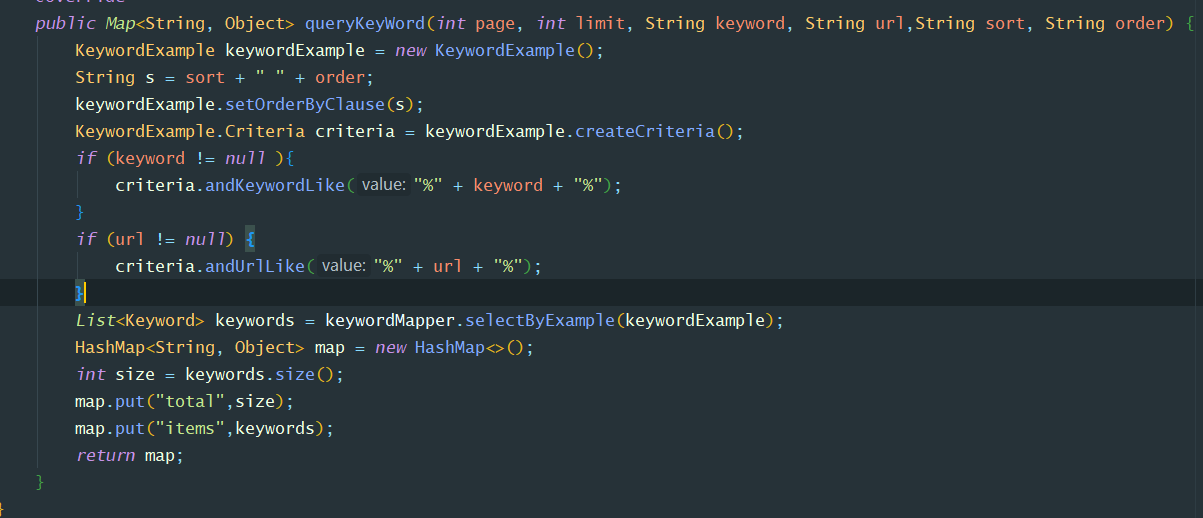 public Map<String, Object> queryKeyWord(int page, int limit, String keyword, String url,String sort, String order) {
KeywordExample keywordExample = new KeywordExample();
String s = sort + " " + order;
keywordExample.setOrderByClause(s);
KeywordExample.Criteria criteria = keywordExample.createCriteria();
if (keyword != null ){
criteria.andKeywordLike( value: "%" + keyword + "%");
}
if (url != null) {
criteria.andUrlLike( value: "%" + url + "%");
}
List<Keyword> keywords = keywordMapper.selectByExample(keywordExample);
HashMap<String, Object> map = new HashMap<>();
int size = keywords.size();
map.put("total",size);
map.put("items",keywords);
return map;
}
}